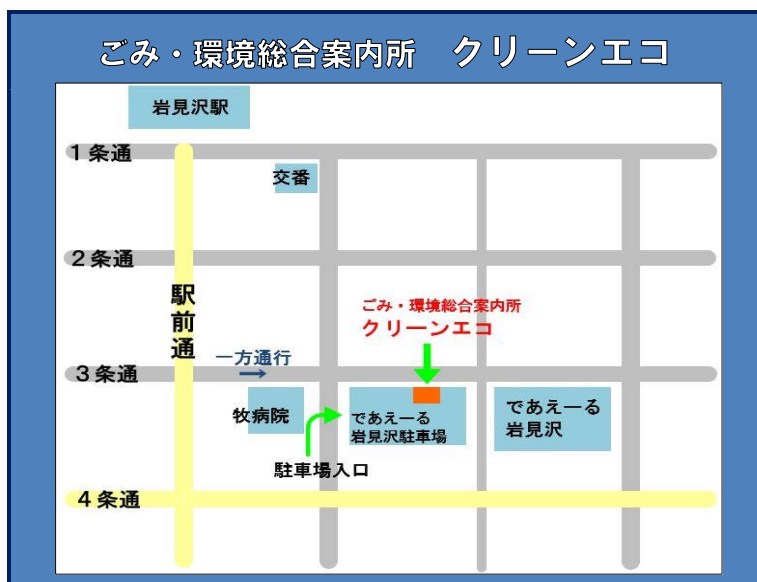 ごみ・環境総合案内所　クリーンエコ
岩見沢駅
１条通
交番
２条通
駅前通
ごみ・環境総合案内所
クリーンエコ
一方通行
３条通
牧病院
であえーる
岩見沢駐車場
であえーる
岩見沢
駐車場入口
４条通